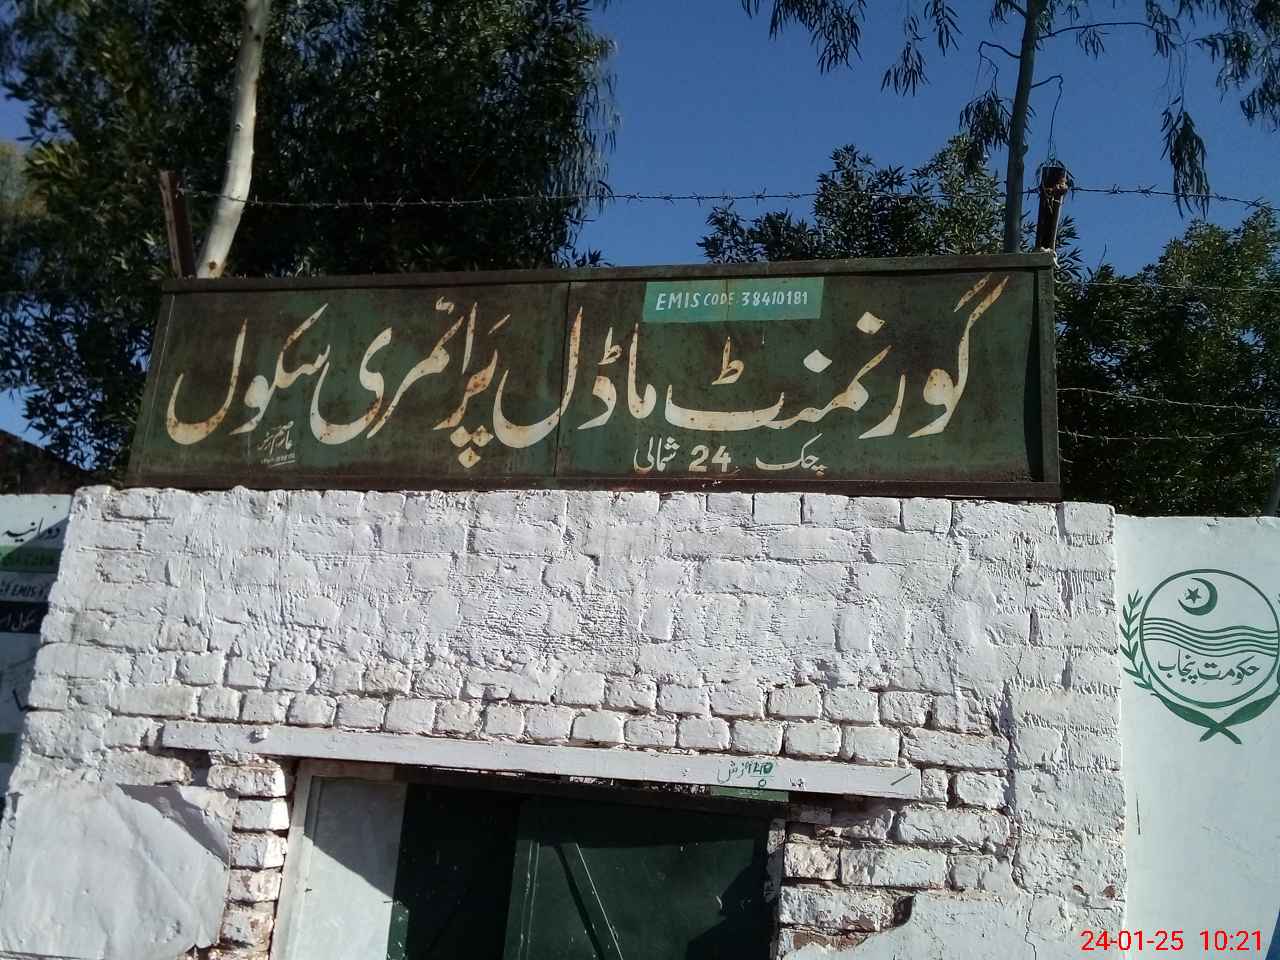 EMIS CODE 38410181
گورنمنٹ ماڈل پرائمری سکول
چک 24 شمالی
حکومت پنجاب
24-01-25 10:21